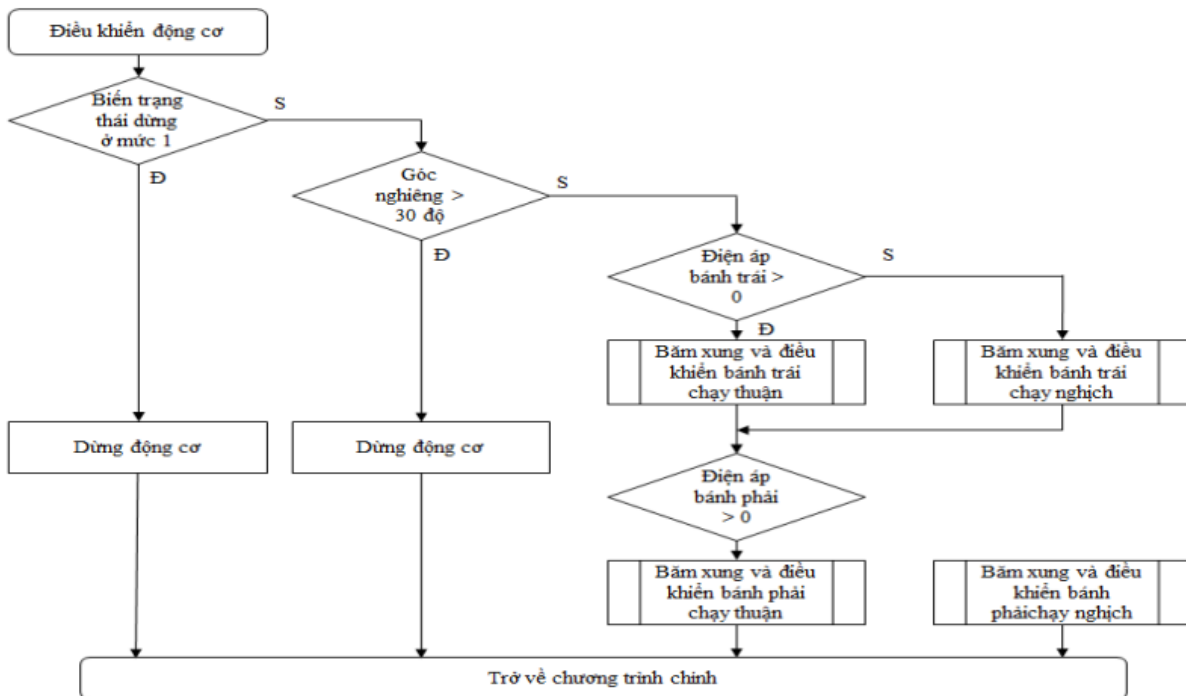 Điều khiển động cơ
Biến trạng
thái dừng
ở mức 1
S
Đ
Góc
nghiêng >
30 độ
S
Đ
Điện áp
bánh trái >
0
S
Đ
Băm xung và điều
khiển bánh trái
chạy thuận
Băm xung và điều
khiển bánh trái
chạy nghịch
Dừng động cơ
Dừng động cơ
Điện áp
bánh phải
> 0
Băm xung và điều
khiển bánh phải
chạy thuận
Băm xung và điều
khiển bánh
phảichạy nghịch
Trở về chương trình chính